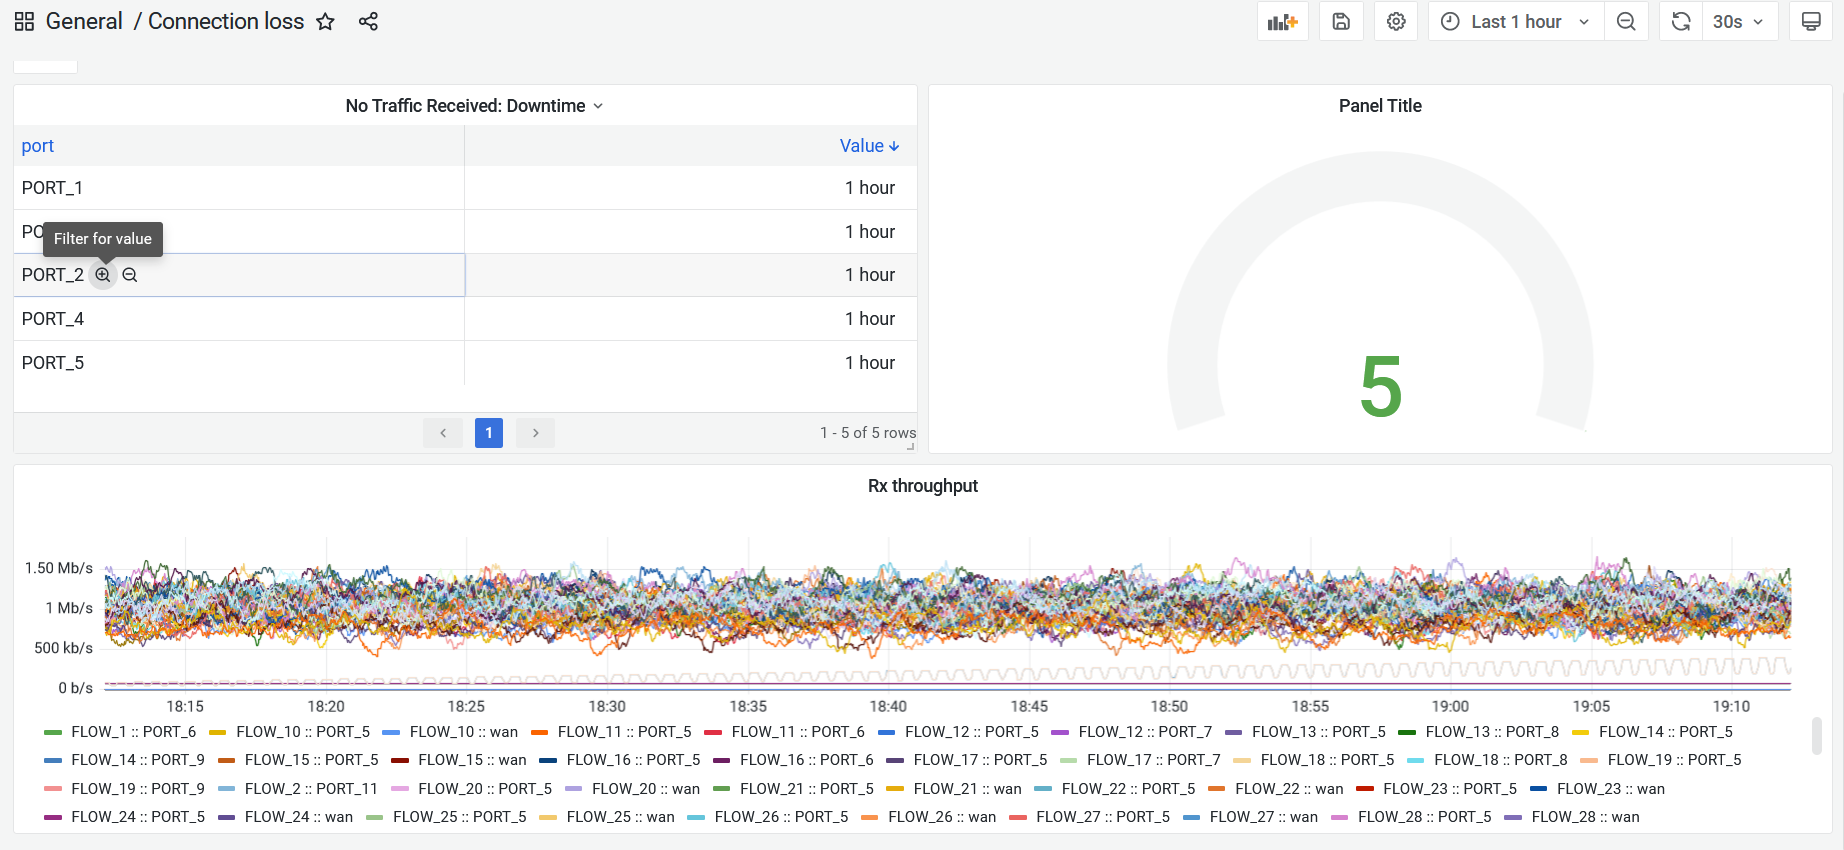 General / Connection loss
Last 1 hour
30s
No Traffic Received: Downtime
port Value
PORT_1 1 hour
PO 1 hour
Filter for value
PORT_2 1 hour
PORT_4 1 hour
PORT_5 1 hour
1
1 - 5 of 5 rows
Panel Title
5
Rx throughput
1.50 Mb/s
1 Mb/s
500 kb/s
0 b/s
18:15 18:20 18:25 18:30 18:35 18:40 18:45 18:50 18:55 19:00 19:05 19:10
FLOW_1 :: PORT_6 FLOW_10 :: PORT_5 FLOW_10 :: wan FLOW_11 :: PORT_5 FLOW_11 :: PORT_6 FLOW_12 :: PORT_5 FLOW_12 :: PORT_7 FLOW_13 :: PORT_5 FLOW_13 :: PORT_8 FLOW_14 :: PORT_5
FLOW_14 :: PORT_9 FLOW_15 :: PORT_5 FLOW_15 :: wan FLOW_16 :: PORT_5 FLOW_16 :: PORT_6 FLOW_17 :: PORT_5 FLOW_17 :: PORT_7 FLOW_18 :: PORT_5 FLOW_18 :: PORT_8 FLOW_19 :: PORT_5
FLOW_19 :: PORT_9 FLOW_2 :: PORT_11 FLOW_20 :: PORT_5 FLOW_20 :: wan FLOW_21 :: PORT_5 FLOW_21 :: wan FLOW_22 :: PORT_5 FLOW_22 :: wan FLOW_23 :: PORT_5 FLOW_23 :: wan
FLOW_24 :: PORT_5 FLOW_24 :: wan FLOW_25 :: PORT_5 FLOW_25 :: wan FLOW_26 :: PORT_5 FLOW_26 :: wan FLOW_27 :: PORT_5 FLOW_27 :: wan FLOW_28 :: PORT_5 FLOW_28 :: wan